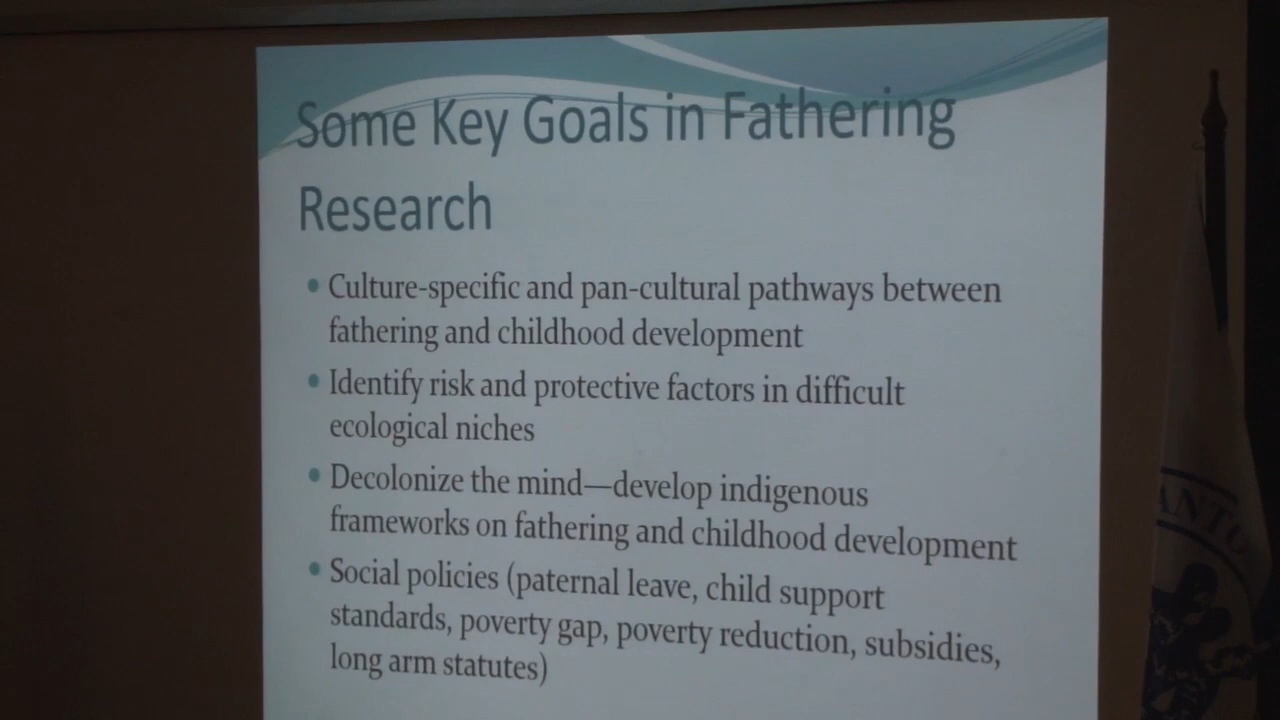 Some Key Goals in Fathering
Research
• Culture-specific and pan-cultural pathways between
fathering and childhood development
• Identify risk and protective factors in difficult
ecological niches
• Decolonize the mind—develop indigenous
frameworks on fathering and childhood development
• Social policies (paternal leave, child support
standards, poverty gap, poverty reduction, subsidies,
long arm statutes)
ANTO